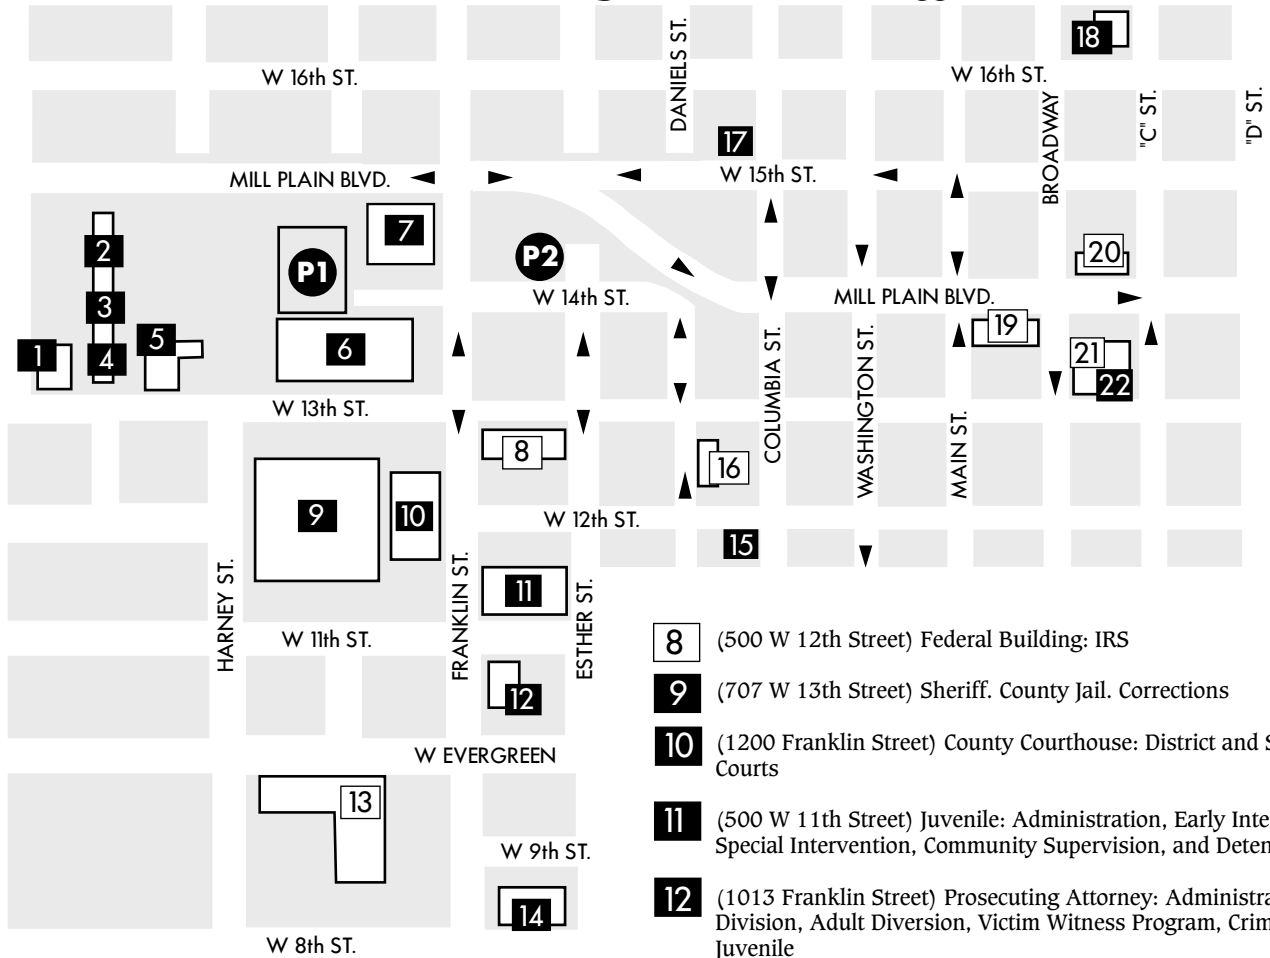 18
W 16th ST.
W 16th ST.
DANIELS ST.
BROADWAY
"C" ST.
"D" ST.
17
MILL PLAIN BLVD.
W 15th ST.
7
2
P1
P2
20
3
W 14th ST.
MILL PLAIN BLVD.
1
4
5
6
19
21
22
W 13th ST.
COLUMBIA ST.
WASHINGTON ST.
MAIN ST.
8
16
9
10
W 12th ST.
15
HARNEY ST.
FRANKLIN ST.
11
ESTHER ST.
W 11th ST.
12
W EVERGREEN
13
W 9th ST.
14
W 8th ST.
8 (500 W 12th Street) Federal Building: IRS
9 (707 W 13th Street) Sheriff. County Jail. Corrections
10 (1200 Franklin Street) County Courthouse: District and S
Courts
11 (500 W 11th Street) Juvenile: Administration, Early Inte
Special Intervention, Community Supervision, and Deten
12 (1013 Franklin Street) Prosecuting Attorney: Administra
Division, Adult Diversion, Victim Witness Program, Crim
Juvenile